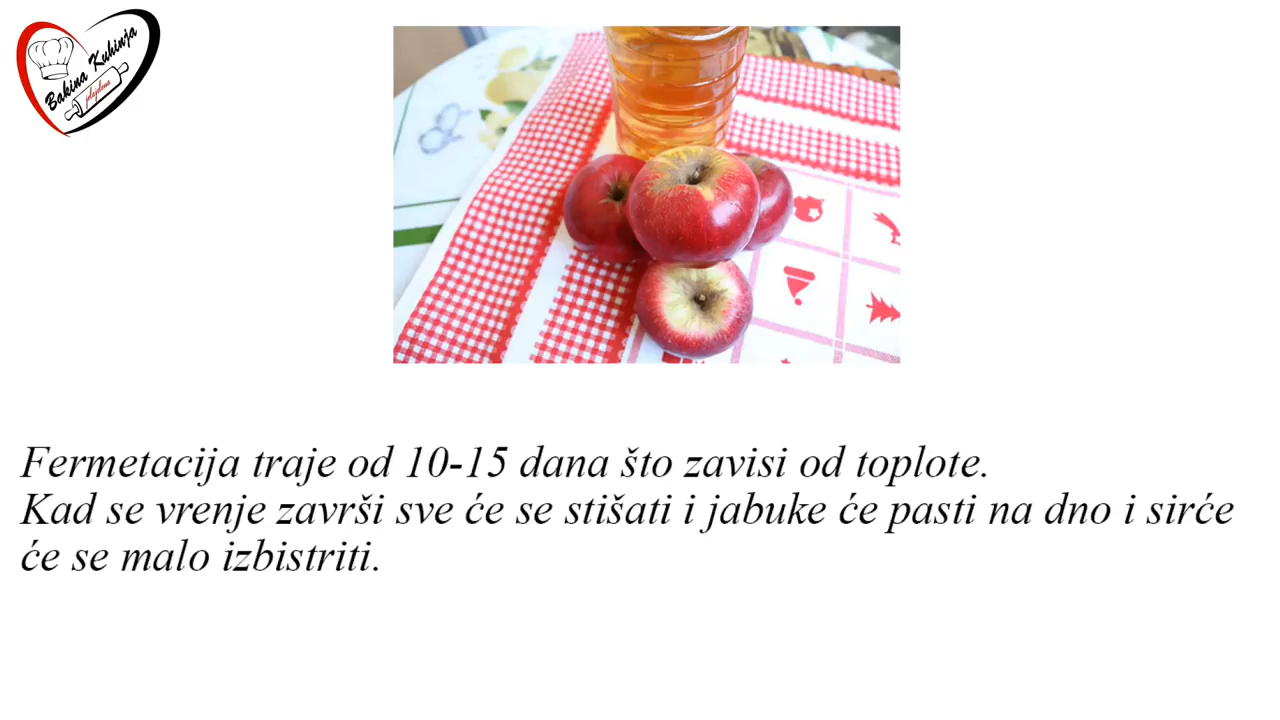 Bakina Kuhinja
Fermetacija traje od 10-15 dana što zavisi od toplote.
Kad se vrenje završi sve će se stišati i jabuke će pasti na dno i sirće
će se malo izbistriti.